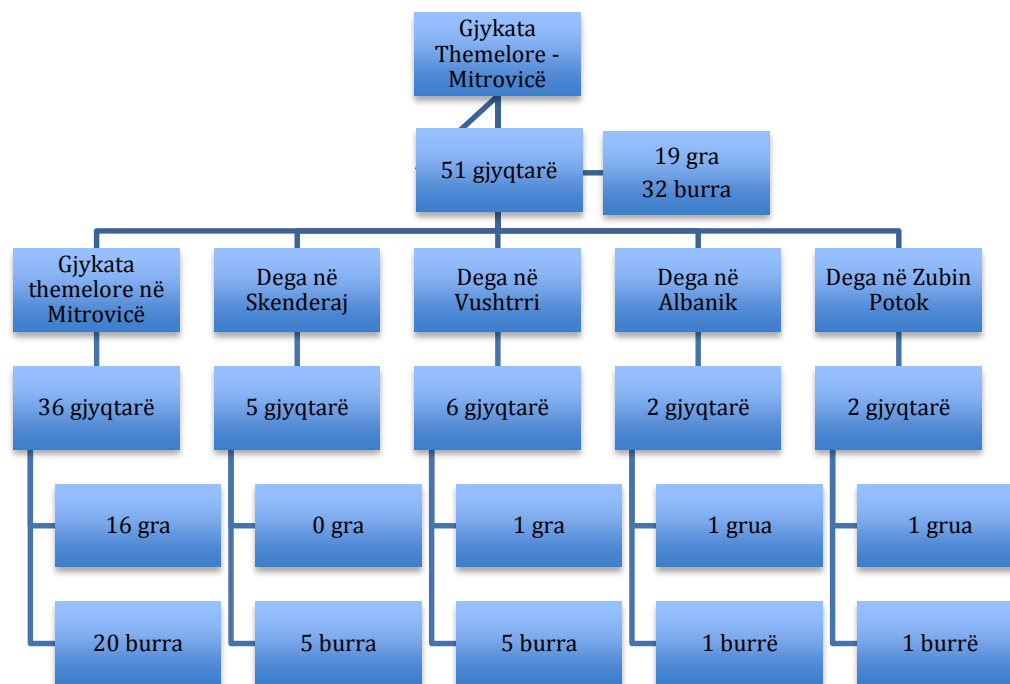 Gjykata
Themelore -
Mitrovicë
51 gjyqtarë
19 gra
32 burra
Gjykata
themelore në
Mitrovicë
Dega në
Skenderaj
Dega në
Vushtrri
Dega në
Albanik
Dega në Zubin
Potok
36 gjyqtarë
5 gjyqtarë
6 gjyqtarë
2 gjyqtarë
2 gjyqtarë
16 gra
0 gra
1 gra
1 grua
1 grua
20 burra
5 burra
5 burra
1 burrë
1 burrë